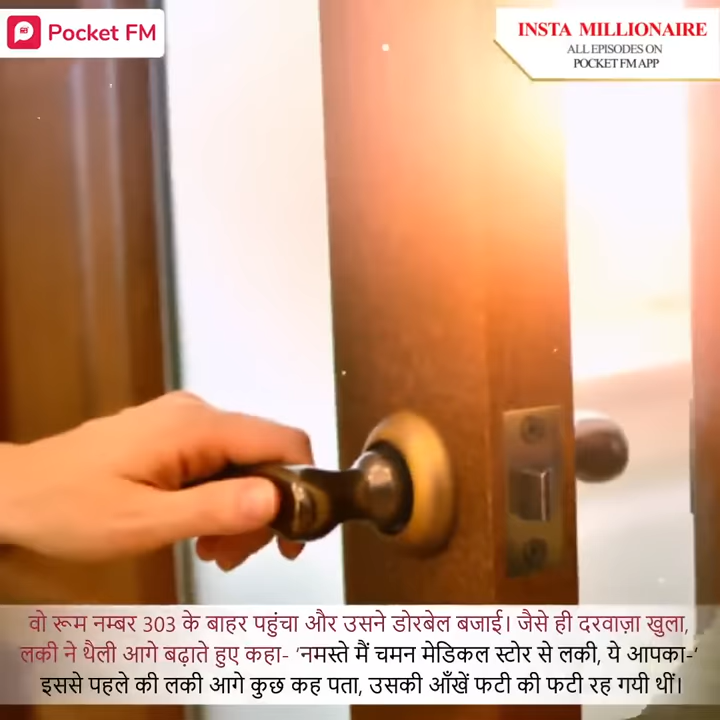 Pocket FM
INSTA MILLIONAIRE
ALL EPISODES ON
POCKET FM APP
वो रूम नम्बर 303 के बाहर पहुंचा और उसने डोरबेल बजाई। जैसे ही दरवाज़ा खुला,
लकी ने थैली आगे बढ़ाते हुए कहा- ‘नमस्ते मैं चमन मेडिकल स्टोर से लकी, ये आपका-‘
इससे पहले की लकी आगे कुछ कह पता, उसकी आँखें फटी की फटी रह गयी थीं।